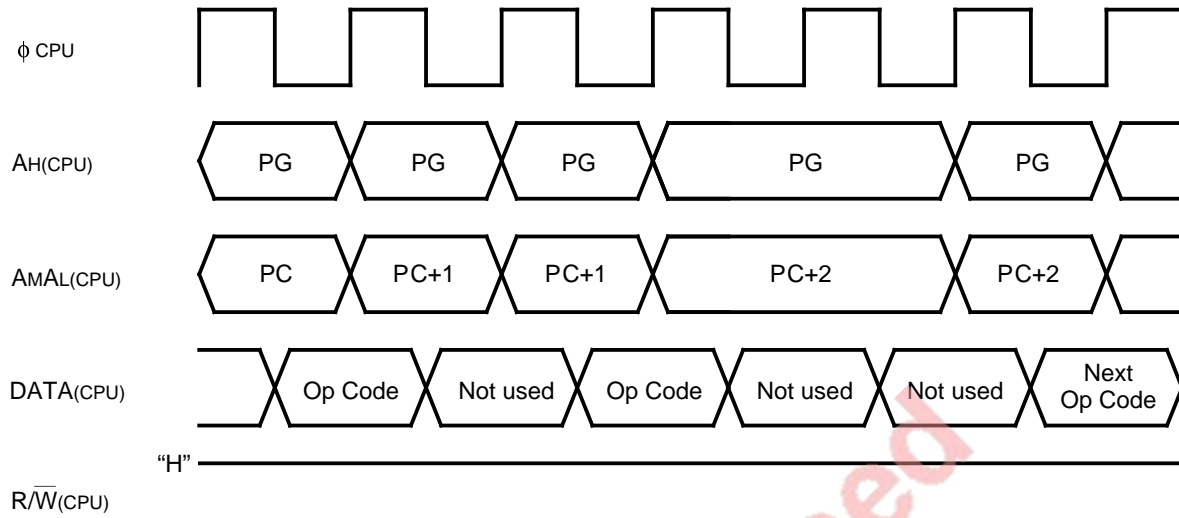 ϕ CPU
AH(CPU) PG PG PG PG PG
AMAL(CPU) PC PC+1 PC+1 PC+2 PC+2
DATA(CPU) Op Code Not used Op Code Not used Not used Next Op Code
“H”
R/W̅(CPU)